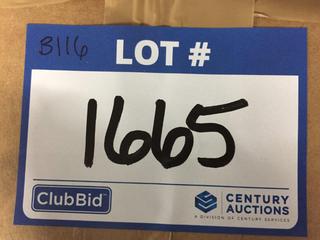 B116
LOT #
1665
ClubBid
CENTURY
AUCTIONS
A DIVISION OF CENTURY SERVICES